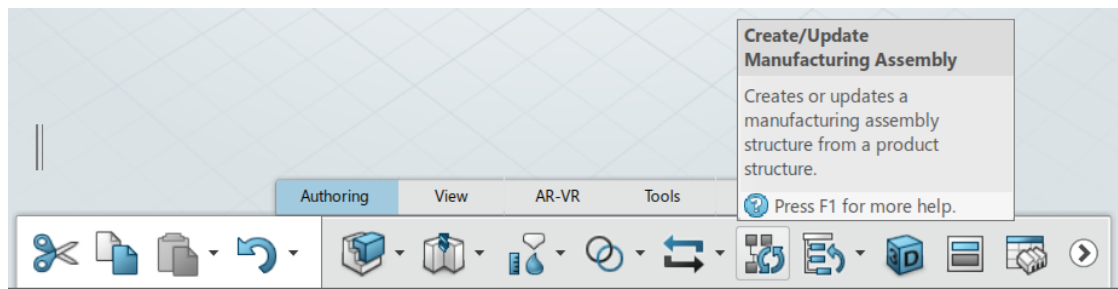 Create/Update
Manufacturing Assembly
Creates or updates a
manufacturing assembly
structure from a product
structure.
Press F1 for more help.
Authoring View AR-VR Tools
3D